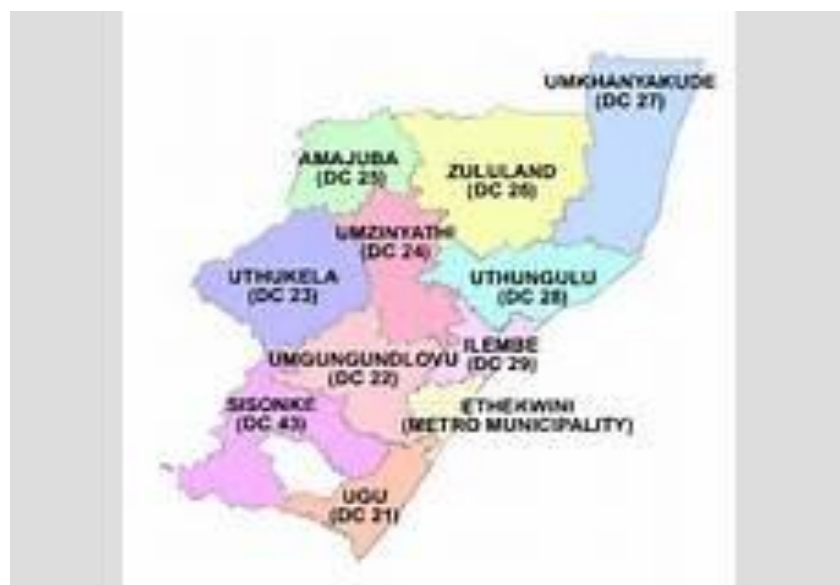 UMKHANYAKUDE
(DC 27)
AMAJUBA
(DC 25)
ZULULAND
(DC 26)
UMZINYATHI
(DC 24)
UTHUKELA
(DC 23)
UTHUNGULU
(DC 28)
ILEMBE
(DC 29)
UMGUNGUNDLOVU
(DC 22)
SISONKE
(DC 43)
ETHEKWINI
(METRO MUNICIPALITY)
UGU
(DC 21)